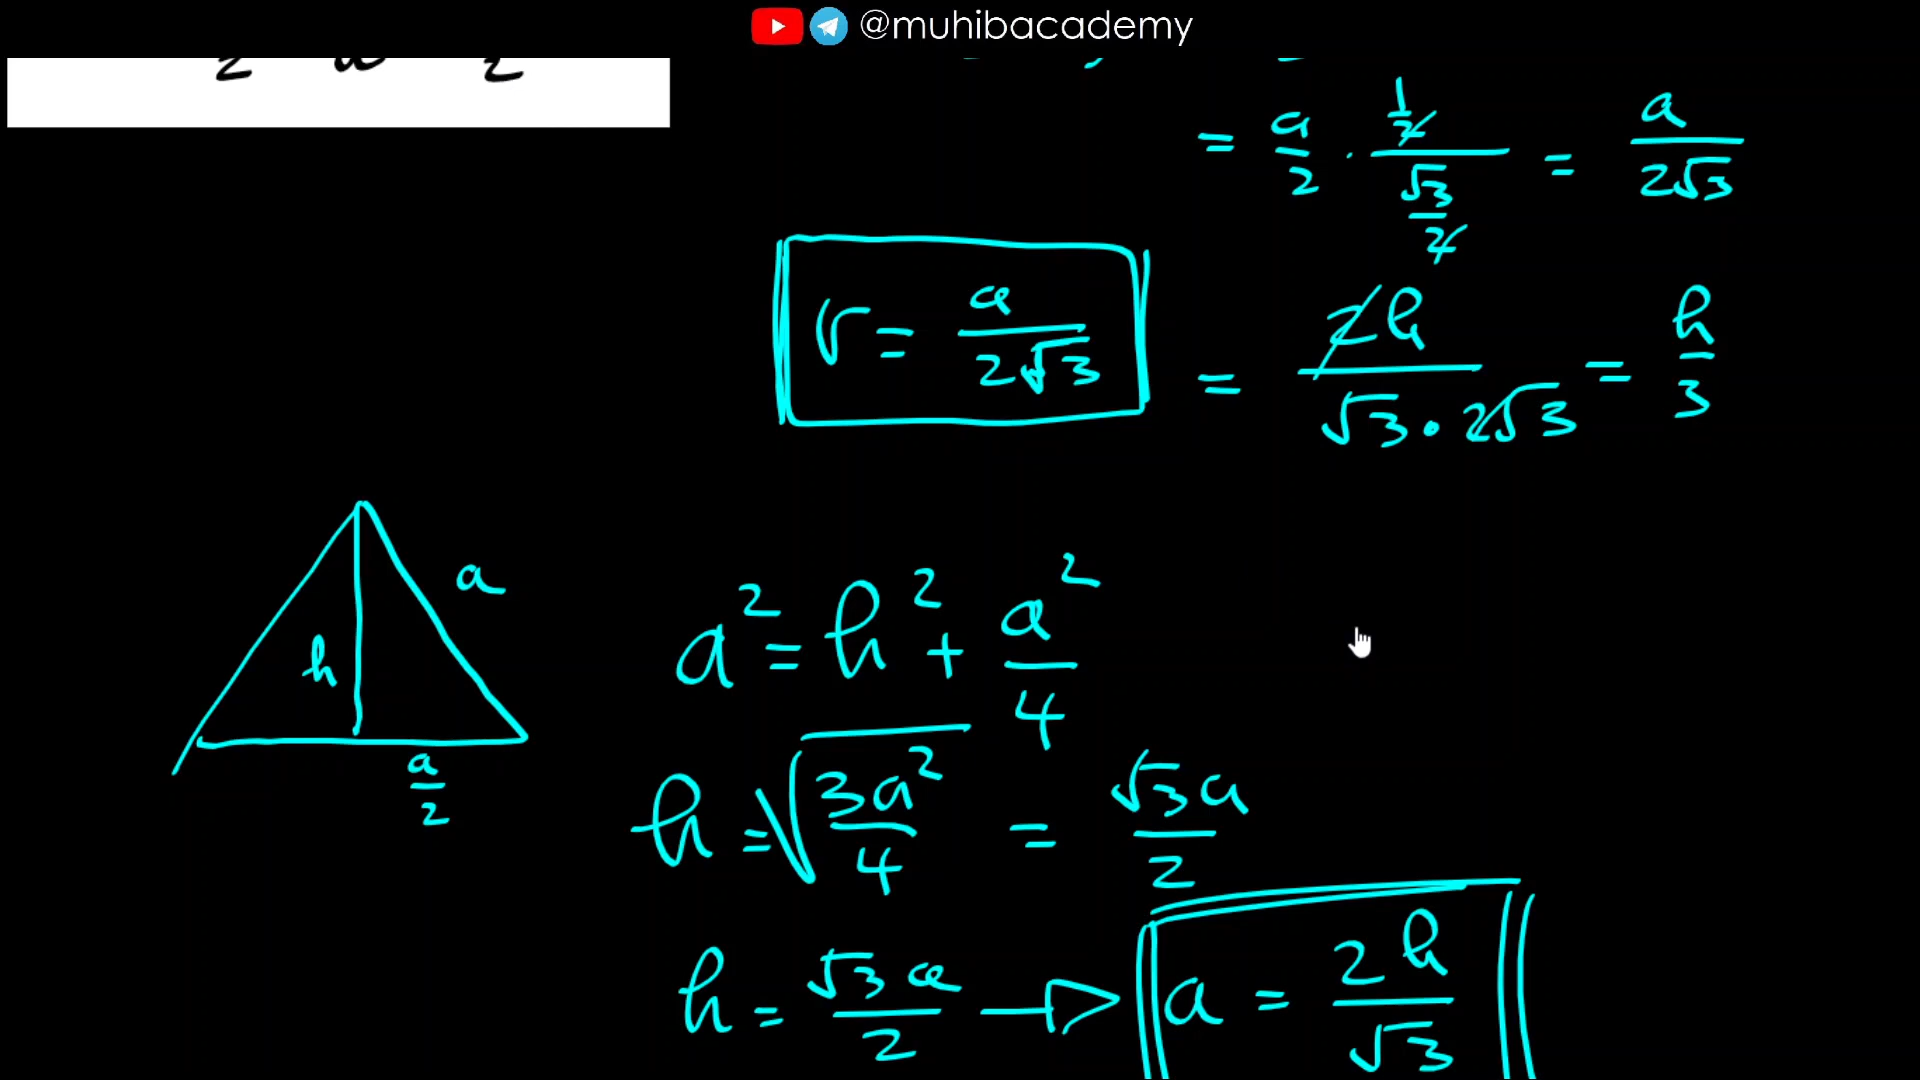 @muhibacademy
= a/2 · (1/2)/(√3/2) = a/(2√3)
r = a/(2√3) = 2h/(√3 · 2√3) = h/3
a
h
a/2
a² = h² + a²/4
h = √(3a²/4) = √3a/2
h = √3a/2 → a = 2h/√3